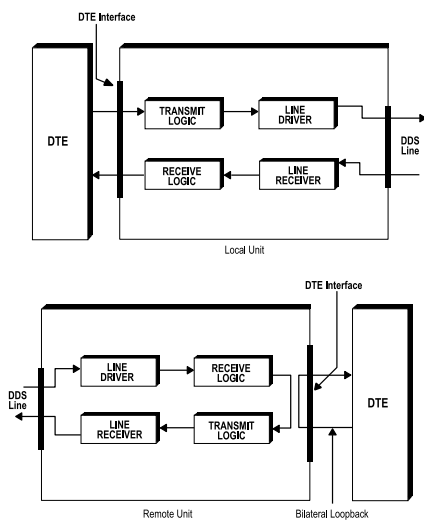 DTE Interface
DTE
TRANSMIT
LOGIC
LINE
DRIVER
DDS
Line
RECEIVE
LOGIC
LINE
RECEIVER
Local Unit
DTE Interface
LINE
DRIVER
RECEIVE
LOGIC
DDS
Line
DTE
LINE
RECEIVER
TRANSMIT
LOGIC
Remote Unit
Bilateral Loopback